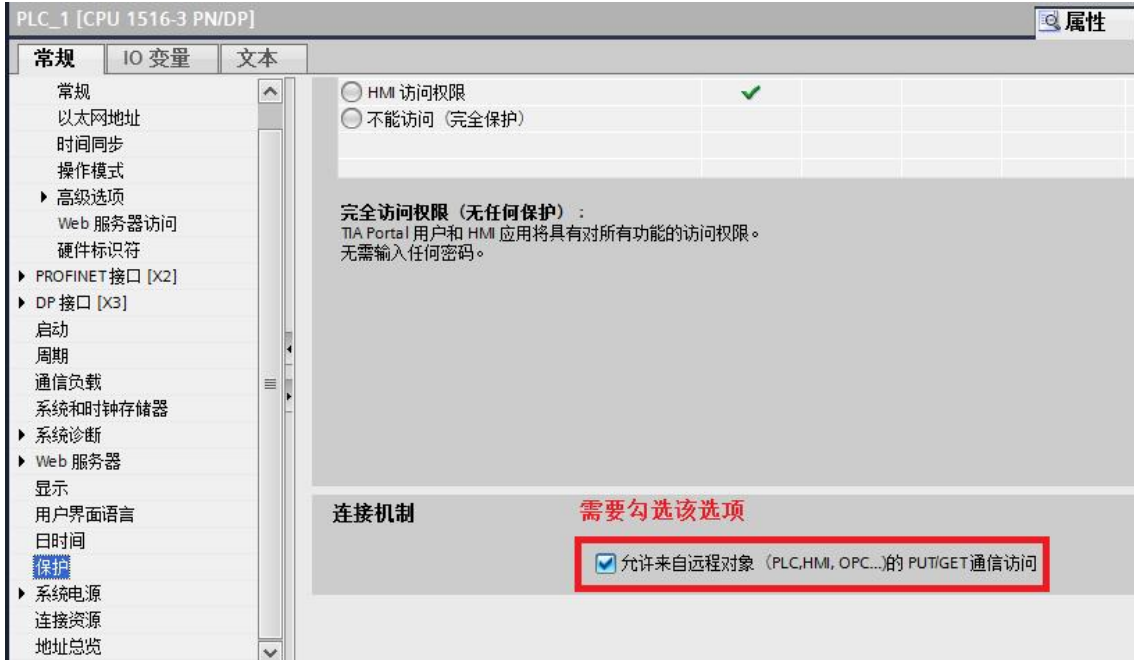 PLC_1 [CPU 1516-3 PN/DP]
属性
常规 IO 变量 文本
常规
以太网地址
时间同步
操作模式
高级选项
Web 服务器访问
硬件标识符
PROFINET接口 [X2]
DP 接口 [X3]
启动
周期
通信负载
系统和时钟存储器
系统诊断
Web 服务器
显示
用户界面语言
日时间
保护
系统电源
连接资源
地址总览
HMI 访问权限
不能访问（完全保护）
完全访问权限（无任何保护）：
TIA Portal 用户和 HMI 应用将具有对所有功能的访问权限。
无需输入任何密码。
连接机制
需要勾选该选项
允许来自远程对象（PLC,HMI, OPC...)的 PUT/GET通信访问